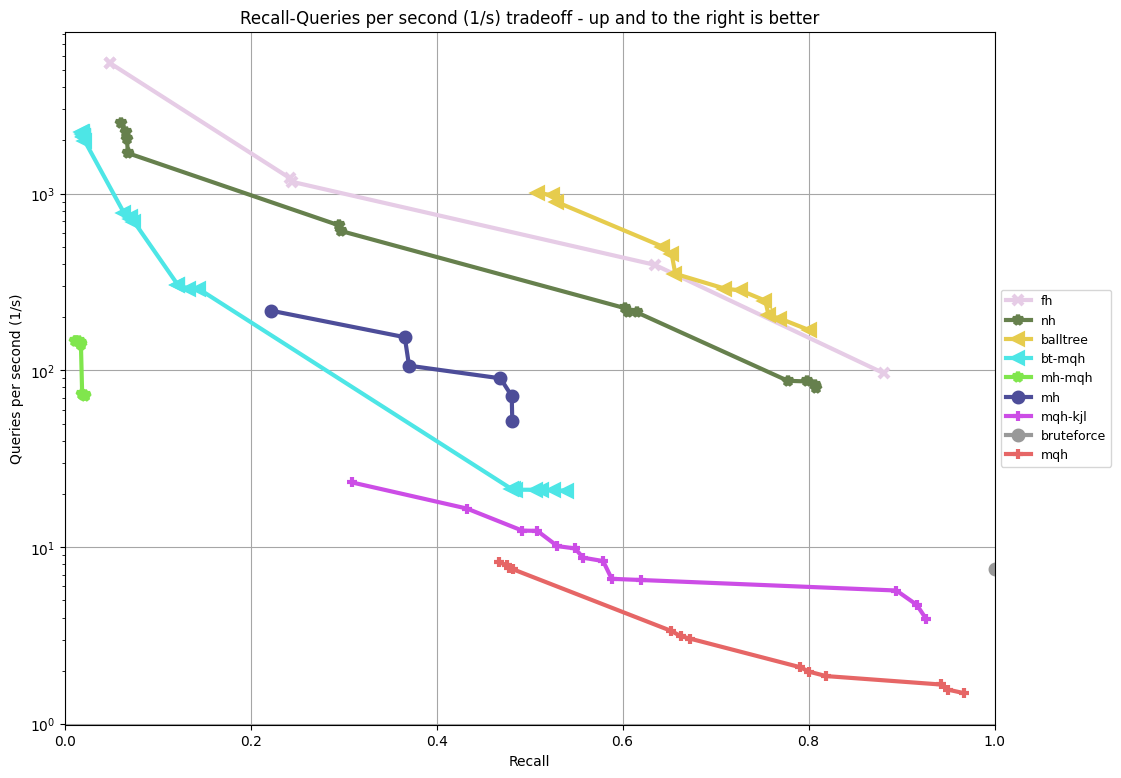 Recall-Queries per second (1/s) tradeoff - up and to the right is better
Queries per second (1/s)
10³
10²
10¹
10⁰
0.0 0.2 0.4 0.6 0.8 1.0
Recall
fh
nh
balltree
bt-mqh
mh-mqh
mh
mqh-kjl
bruteforce
mqh